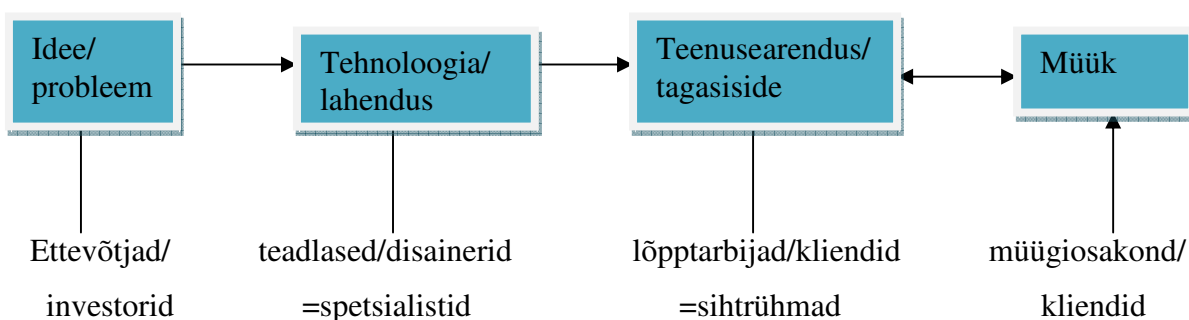 Idee/
probleem
Tehnoloogia/
lahendus
Teenusearendus/
tagasiside
Müük
Ettevõtjad/
investorid
teadlased/disainerid
=spetsialistid
lõpptarbijad/kliendid
=sihtrühmad
müügiosakond/
kliendid